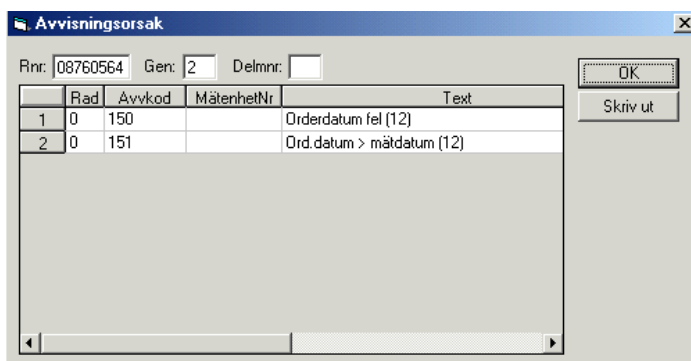 Avvisningsorsak
Rnr: 08760564 Gen: 2 Delmnr:
OK
Skriv ut
Rad Avvkod MätenhetNr Text
1 0 150 Orderdatum fel (12)
2 0 151 Ord.datum > mätdatum (12)